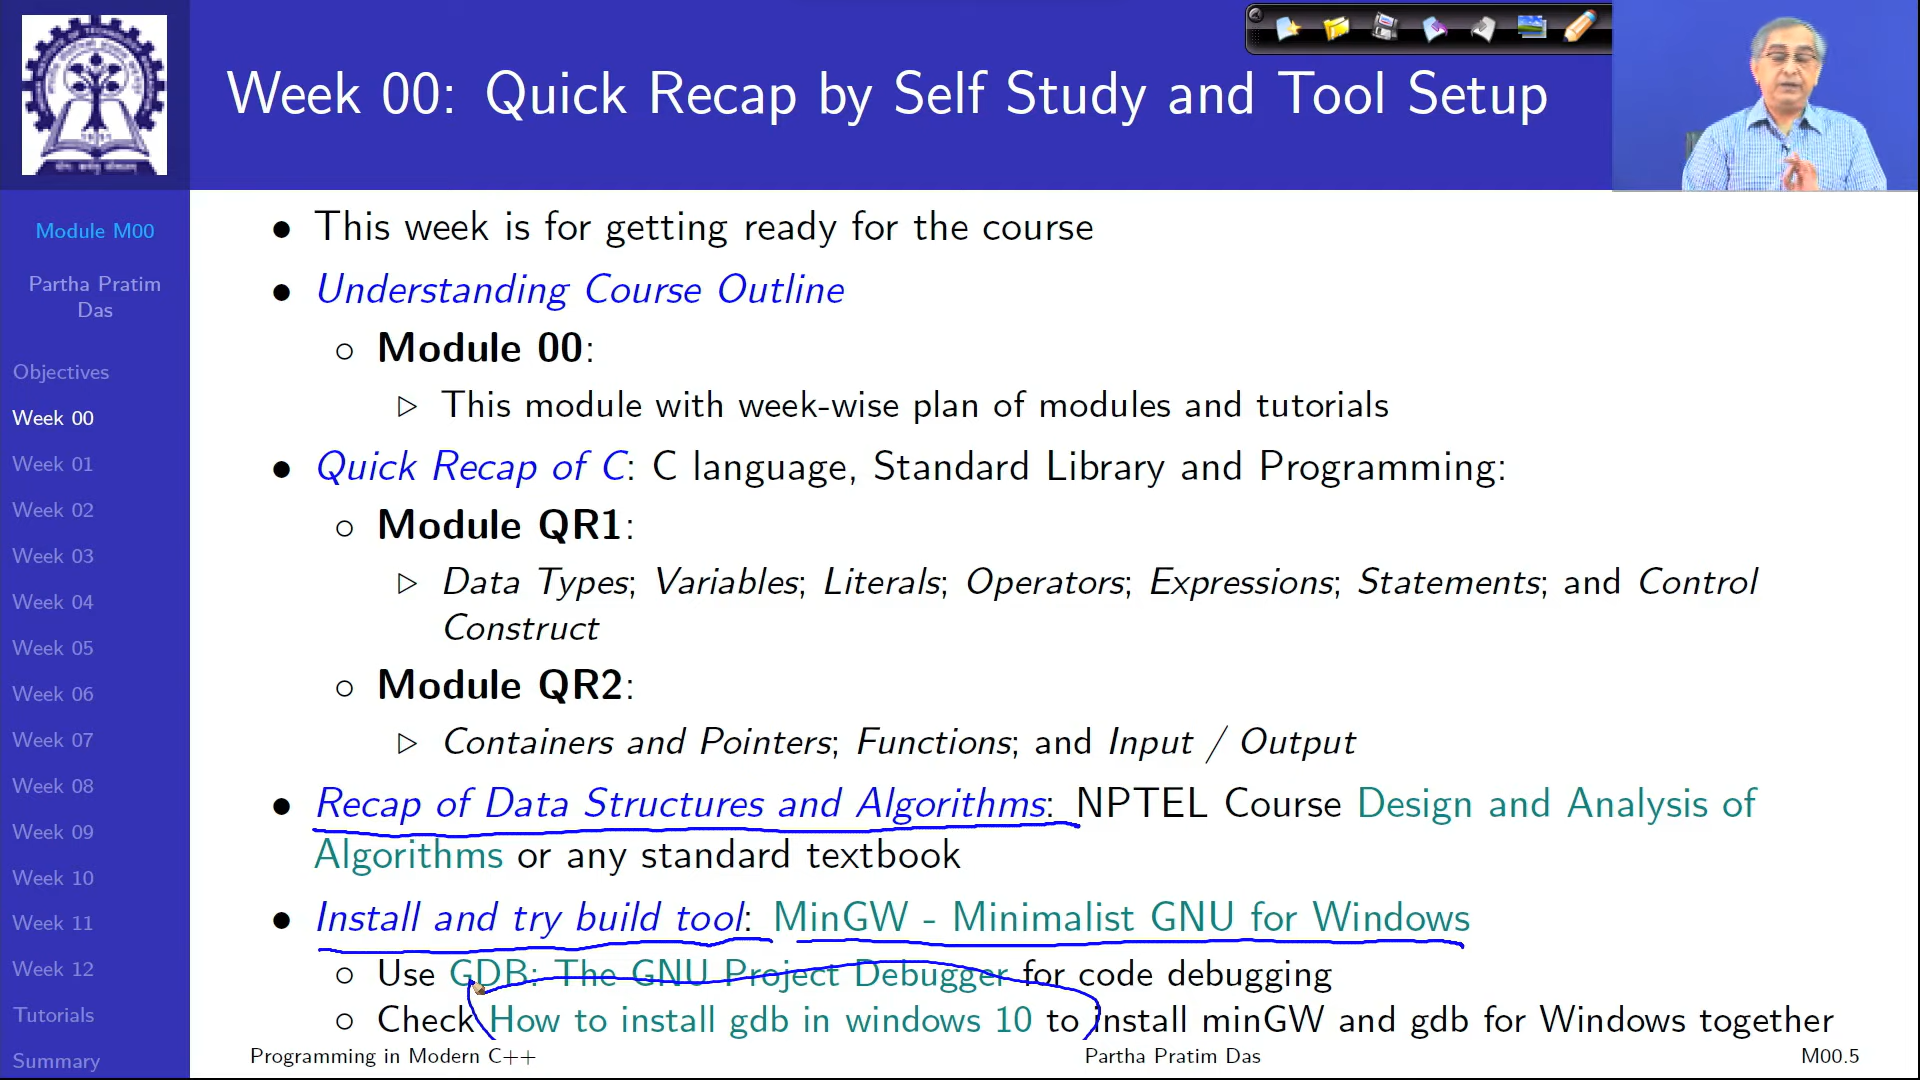 Week 00: Quick Recap by Self Study and Tool Setup
Module M00
Partha Pratim
Das
Objectives
Week 00
Week 01
Week 02
Week 03
Week 04
Week 05
Week 06
Week 07
Week 08
Week 09
Week 10
Week 11
Week 12
Tutorials
Summary
• This week is for getting ready for the course
• Understanding Course Outline
○ Module 00:
▷ This module with week-wise plan of modules and tutorials
• Quick Recap of C: C language, Standard Library and Programming:
○ Module QR1:
▷ Data Types; Variables; Literals; Operators; Expressions; Statements; and Control
Construct
○ Module QR2:
▷ Containers and Pointers; Functions; and Input / Output
• Recap of Data Structures and Algorithms: NPTEL Course Design and Analysis of
Algorithms or any standard textbook
• Install and try build tool: MinGW - Minimalist GNU for Windows
○ Use GDB: The GNU Project Debugger for code debugging
○ Check How to install gdb in windows 10 to install minGW and gdb for Windows together
Programming in Modern C++
Partha Pratim Das
M00.5